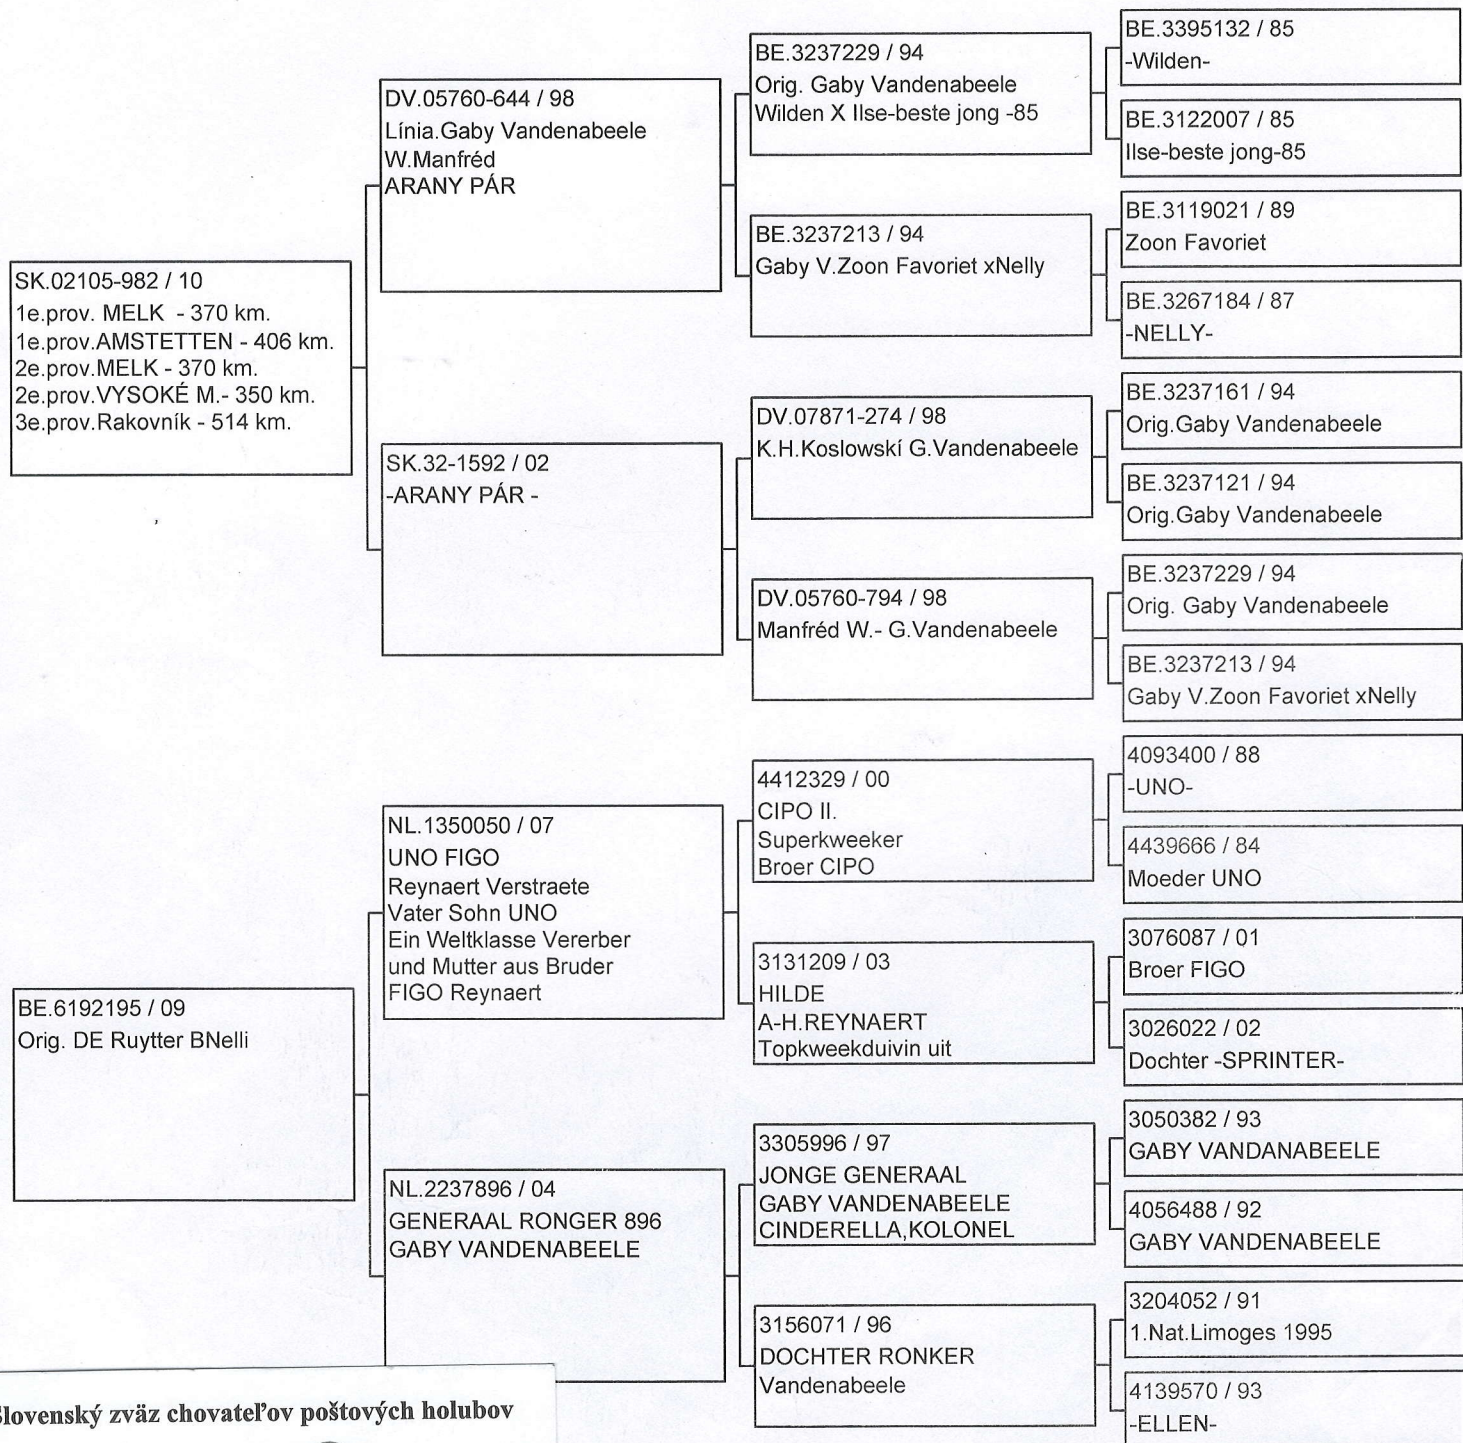 SK.02105-982 / 10
1e.prov. MELK - 370 km.
1e.prov.AMSTETTEN - 406 km.
2e.prov.MELK - 370 km.
2e.prov.VYSOKÉ M.- 350 km.
3e.prov.Rakovník - 514 km.
BE.6192195 / 09
Orig. DE Ruytter BNelli
DV.05760-644 / 98
Línia.Gaby Vandenabeele
W.Manfréd
ARANY PÁR
SK.32-1592 / 02
-ARANY PÁR -
NL.1350050 / 07
UNO FIGO
Reynaert Verstraete
Vater Sohn UNO
Ein Weltklasse Vererber
und Mutter aus Bruder
FIGO Reynaert
NL.2237896 / 04
GENERAAL RONGER 896
GABY VANDENABEELE
BE.3237229 / 94
Orig. Gaby Vandenabeele
Wilden X Ilse-beste jong -85
BE.3237213 / 94
Gaby V.Zoon Favoriet xNelly
DV.07871-274 / 98
K.H.Koslowskí G.Vandenabeele
DV.05760-794 / 98
Manfréd W.- G.Vandenabeele
4412329 / 00
CIPO II.
Superkweeker
Broer CIPO
3131209 / 03
HILDE
A-H.REYNAERT
Topkweekduivin uit
3305996 / 97
JONGE GENERAAL
GABY VANDENABEELE
CINDERELLA,KOLONEL
3156071 / 96
DOCHTER RONKER
Vandenabeele
BE.3395132 / 85
-Wilden-
BE.3122007 / 85
Ilse-beste jong-85
BE.3119021 / 89
Zoon Favoriet
BE.3267184 / 87
-NELLY-
BE.3237161 / 94
Orig.Gaby Vandenabeele
BE.3237121 / 94
Orig.Gaby Vandenabeele
BE.3237229 / 94
Orig. Gaby Vandenabeele
BE.3237213 / 94
Gaby V.Zoon Favoriet xNelly
4093400 / 88
-UNO-
4439666 / 84
Moeder UNO
3076087 / 01
Broer FIGO
3026022 / 02
Dochter -SPRINTER-
3050382 / 93
GABY VANDANABEELE
4056488 / 92
GABY VANDENABEELE
3204052 / 91
1.Nat.Limoges 1995
4139570 / 93
-ELLEN-
Slovenský zväz chovateľov poštových holubov